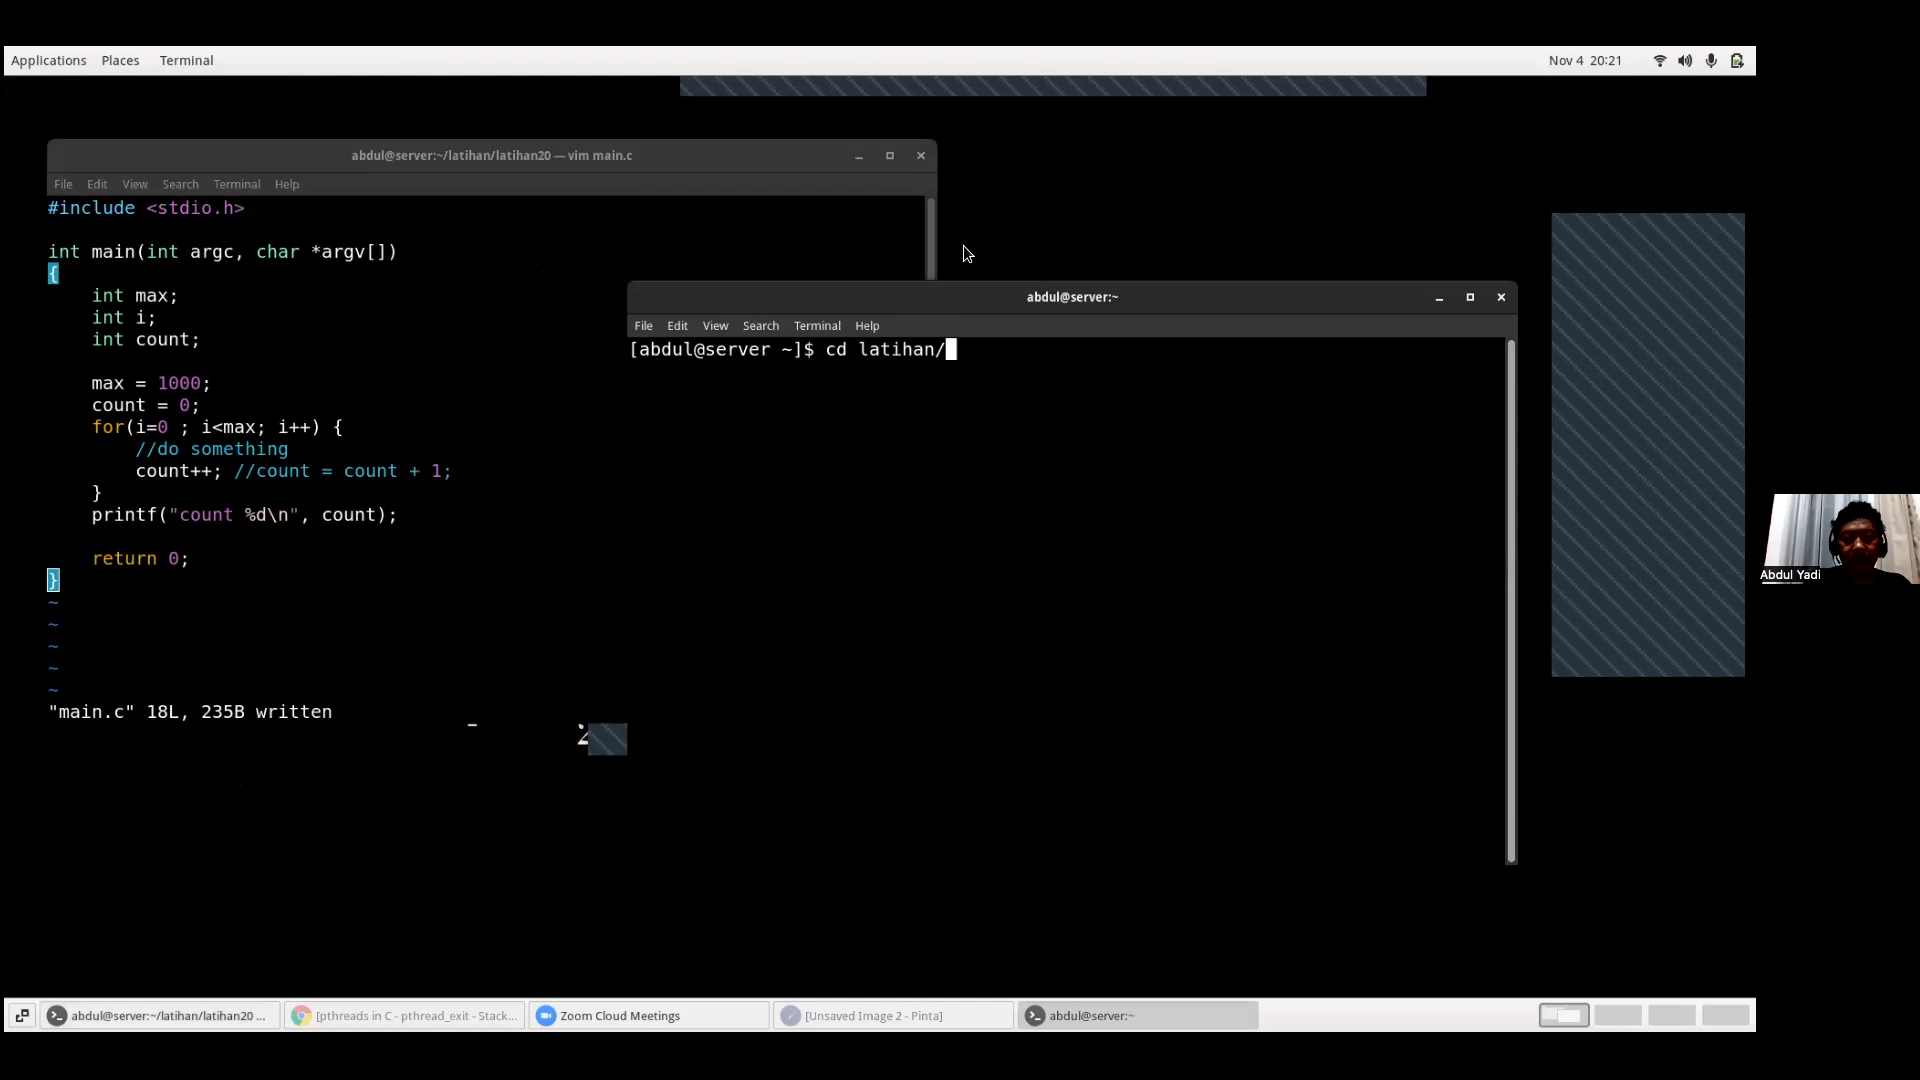 Applications Places Terminal
Nov 4 20:21
abdul@server:~/latihan/latihan20 — vim main.c
File Edit View Search Terminal Help
#include <stdio.h>
int main(int argc, char *argv[])
{
int max;
int i;
int count;
max = 1000;
count = 0;
for(i=0 ; i<max; i++) {
//do something
count++; //count = count + 1;
}
printf("count %d\n", count);
return 0;
}
~
~
~
~
~
"main.c" 18L, 235B written
abdul@server:~
File Edit View Search Terminal Help
[abdul@server ~]$ cd latihan/
Abdul Yadi
abdul@server:~/latihan/latihan20 ...
[pthreads in C - pthread_exit - Stack...
Zoom Cloud Meetings
[Unsaved Image 2 - Pinta]
abdul@server:~